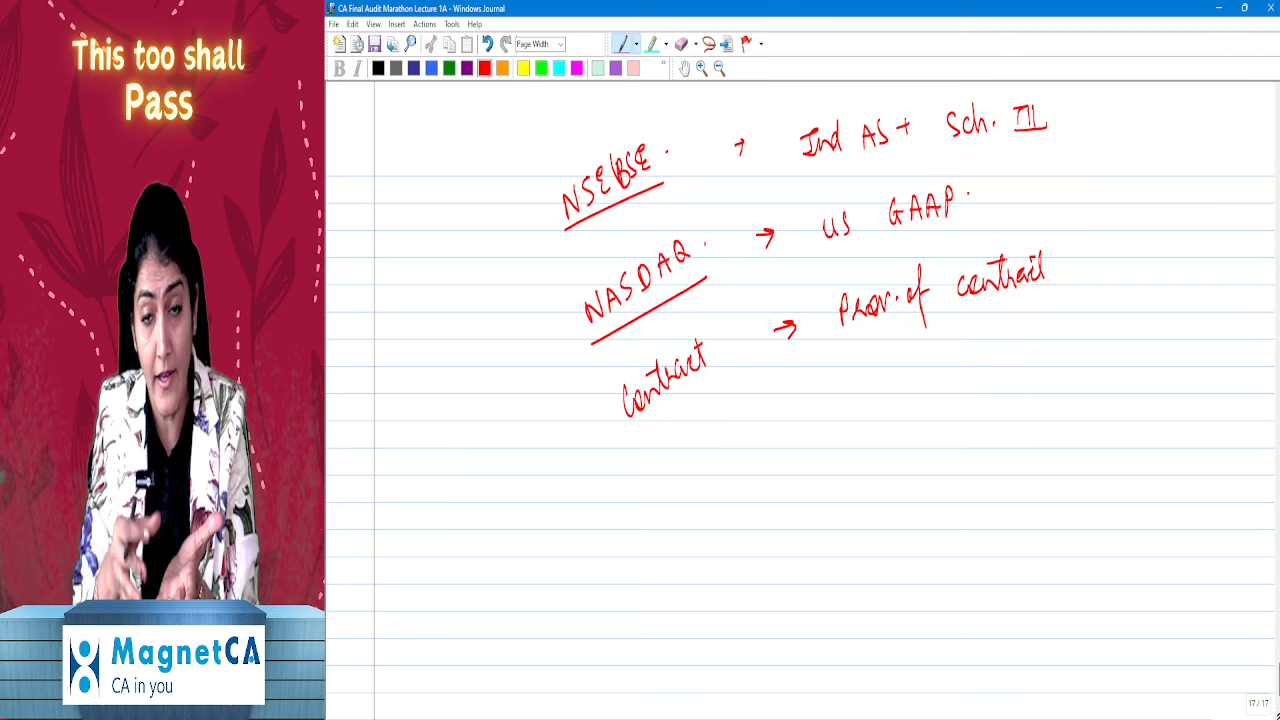 CA Final Audit Marathon Lecture 1A - Windows Journal
File Edit View Insert Actions Tools Help
Page Width
B I
This too shall
Pass
NSE/BSE. → Ind AS + Sch. III
NASDAQ. → US GAAP.
Contract → Prov. of contract
MagnetCA
CA in you
17 / 17